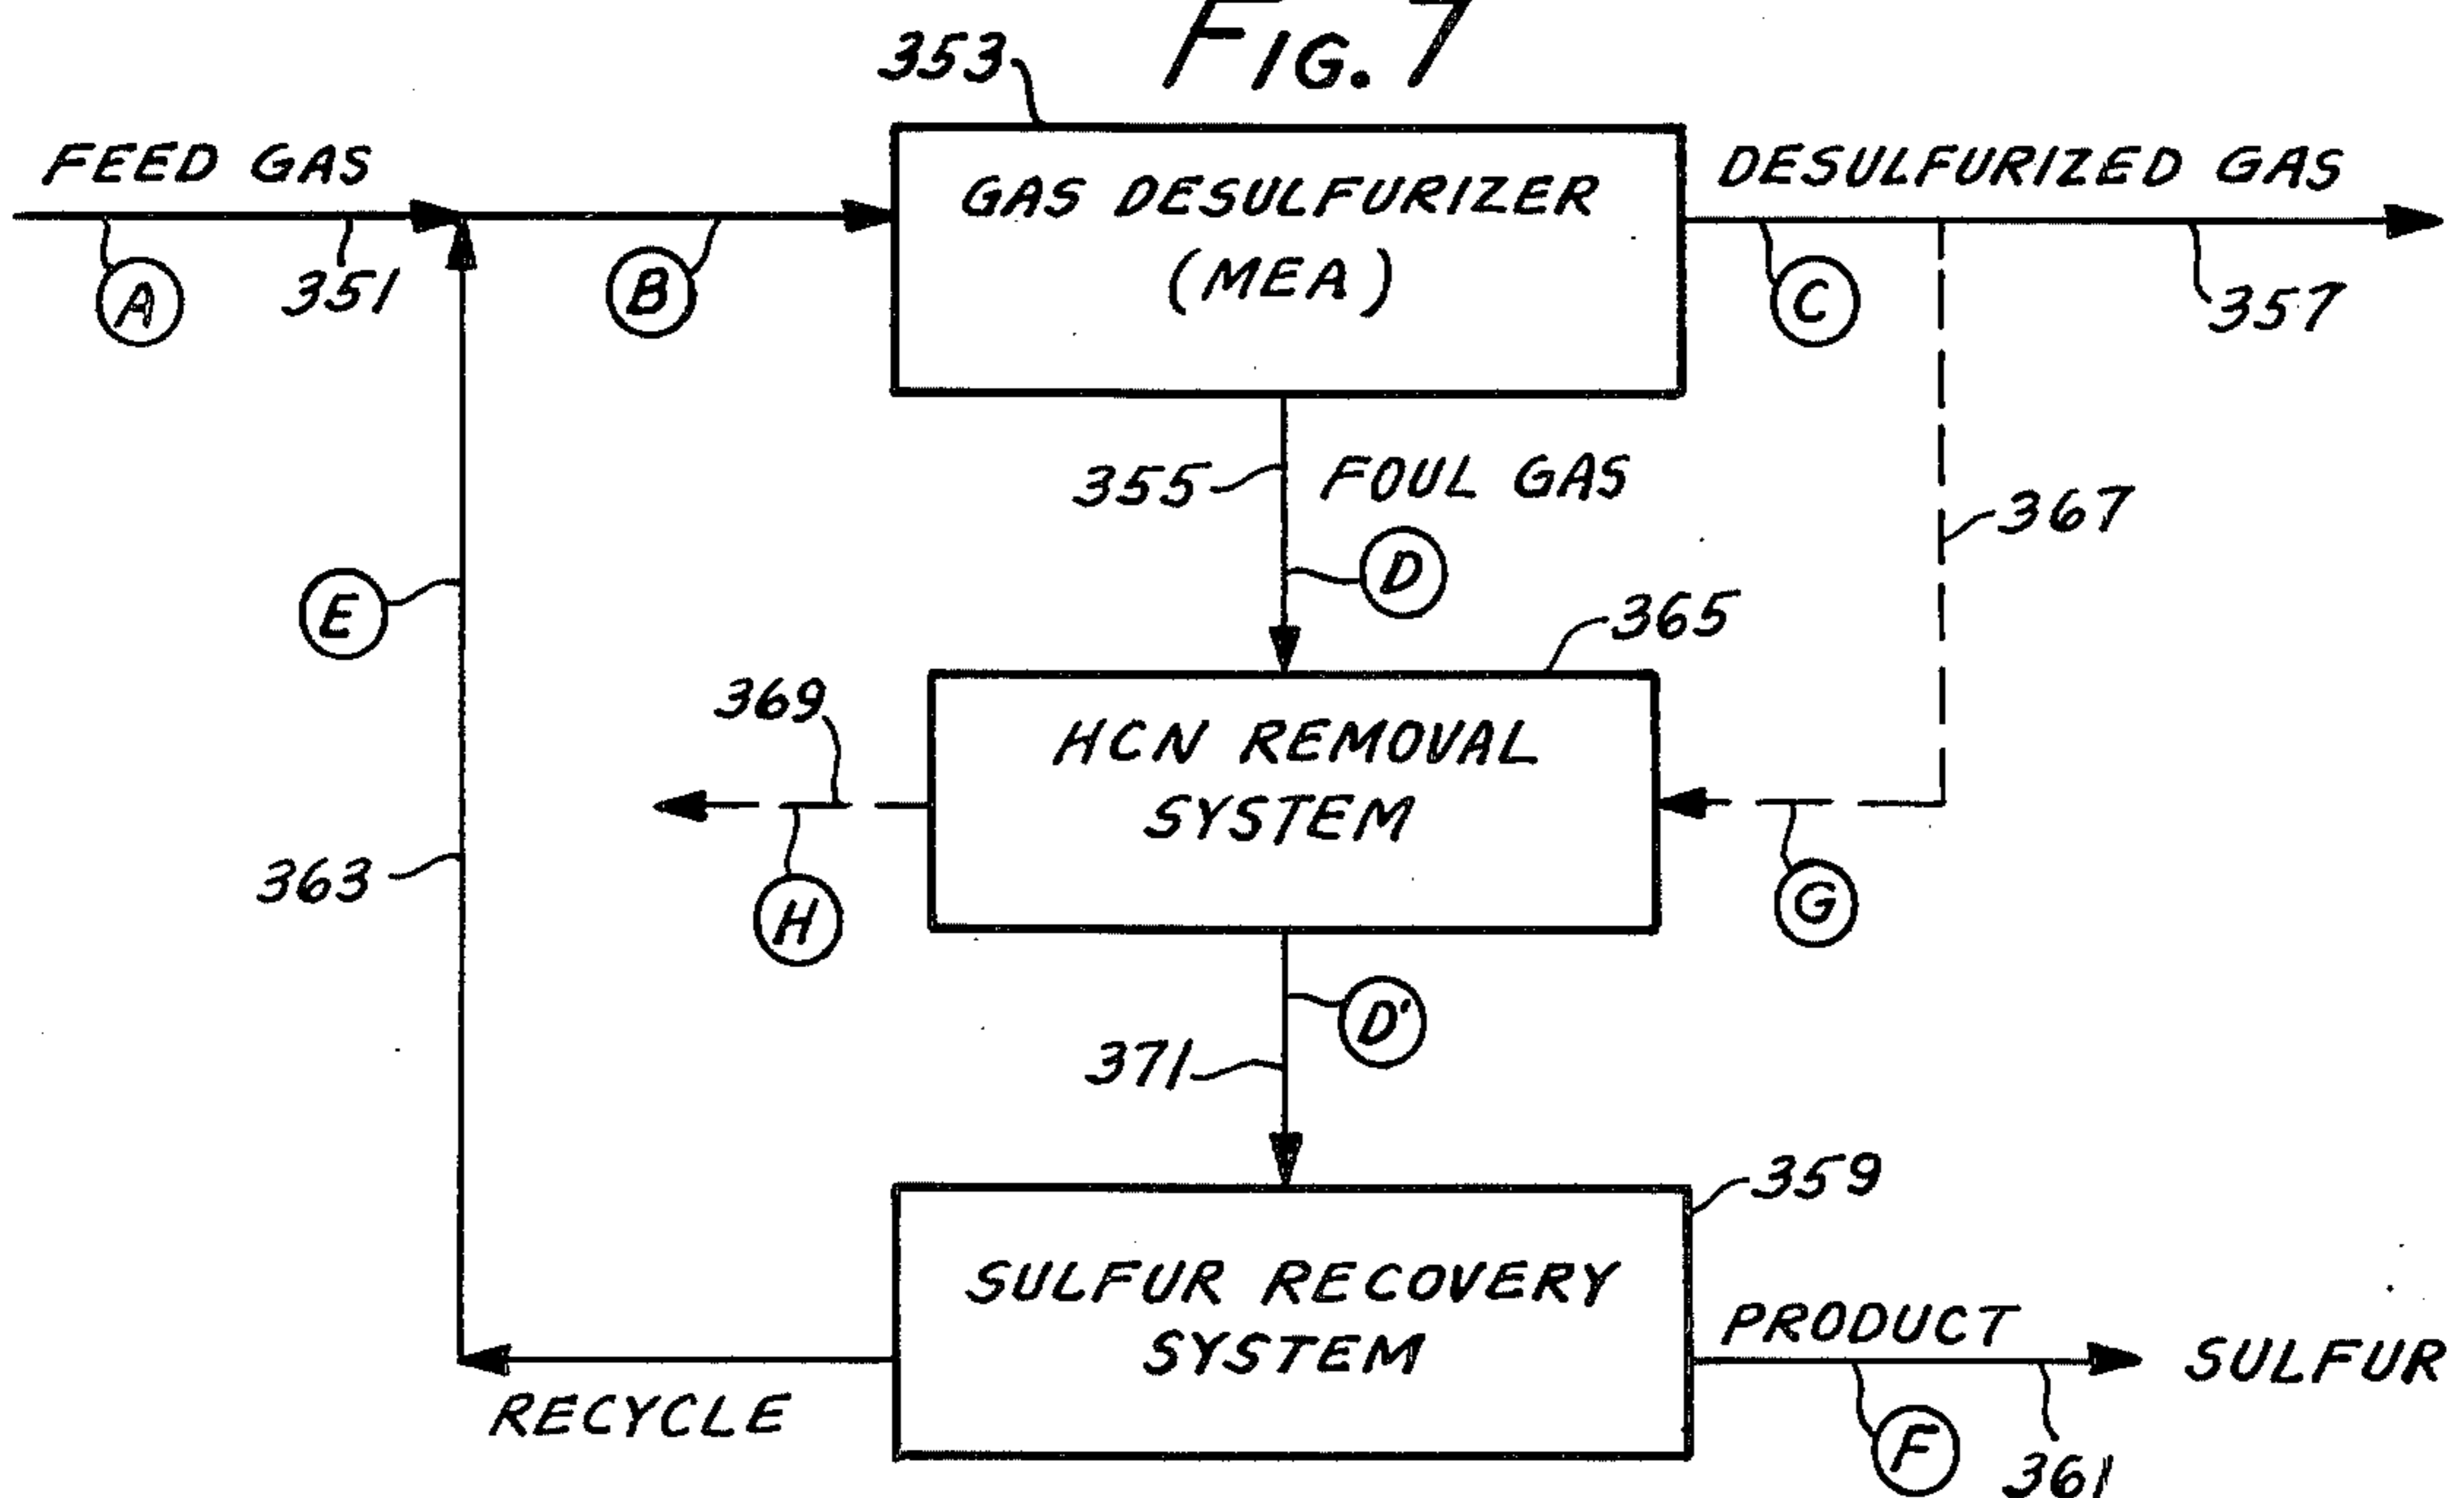 FIG. 7
353
FEED GAS
GAS DESULFURIZER
(MEA)
DESULFURIZED GAS
A
351
B
C
357
355
FOUL GAS
367
D
E
365
369
HCN REMOVAL
SYSTEM
363
H
G
D'
371
359
SULFUR RECOVERY
SYSTEM
PRODUCT
SULFUR
RECYCLE
F
361